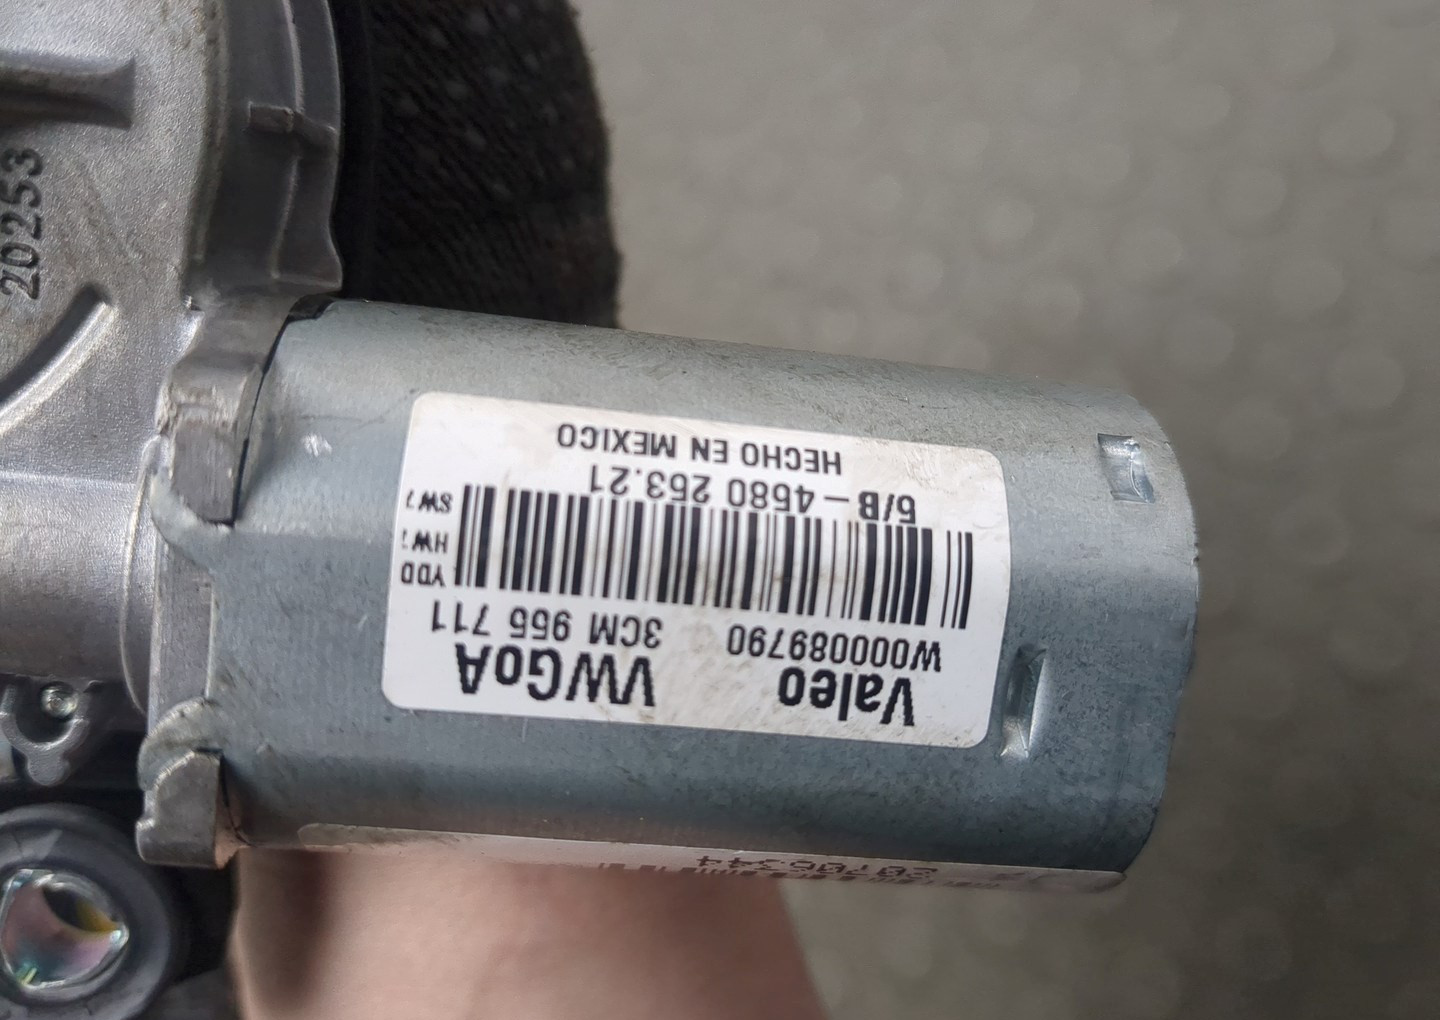 Valeo VWGoA
W000089790 3CM 955 711
YDD
HW
SW
5/B - 4580 253.21
HECHO EN MEXICO
20253